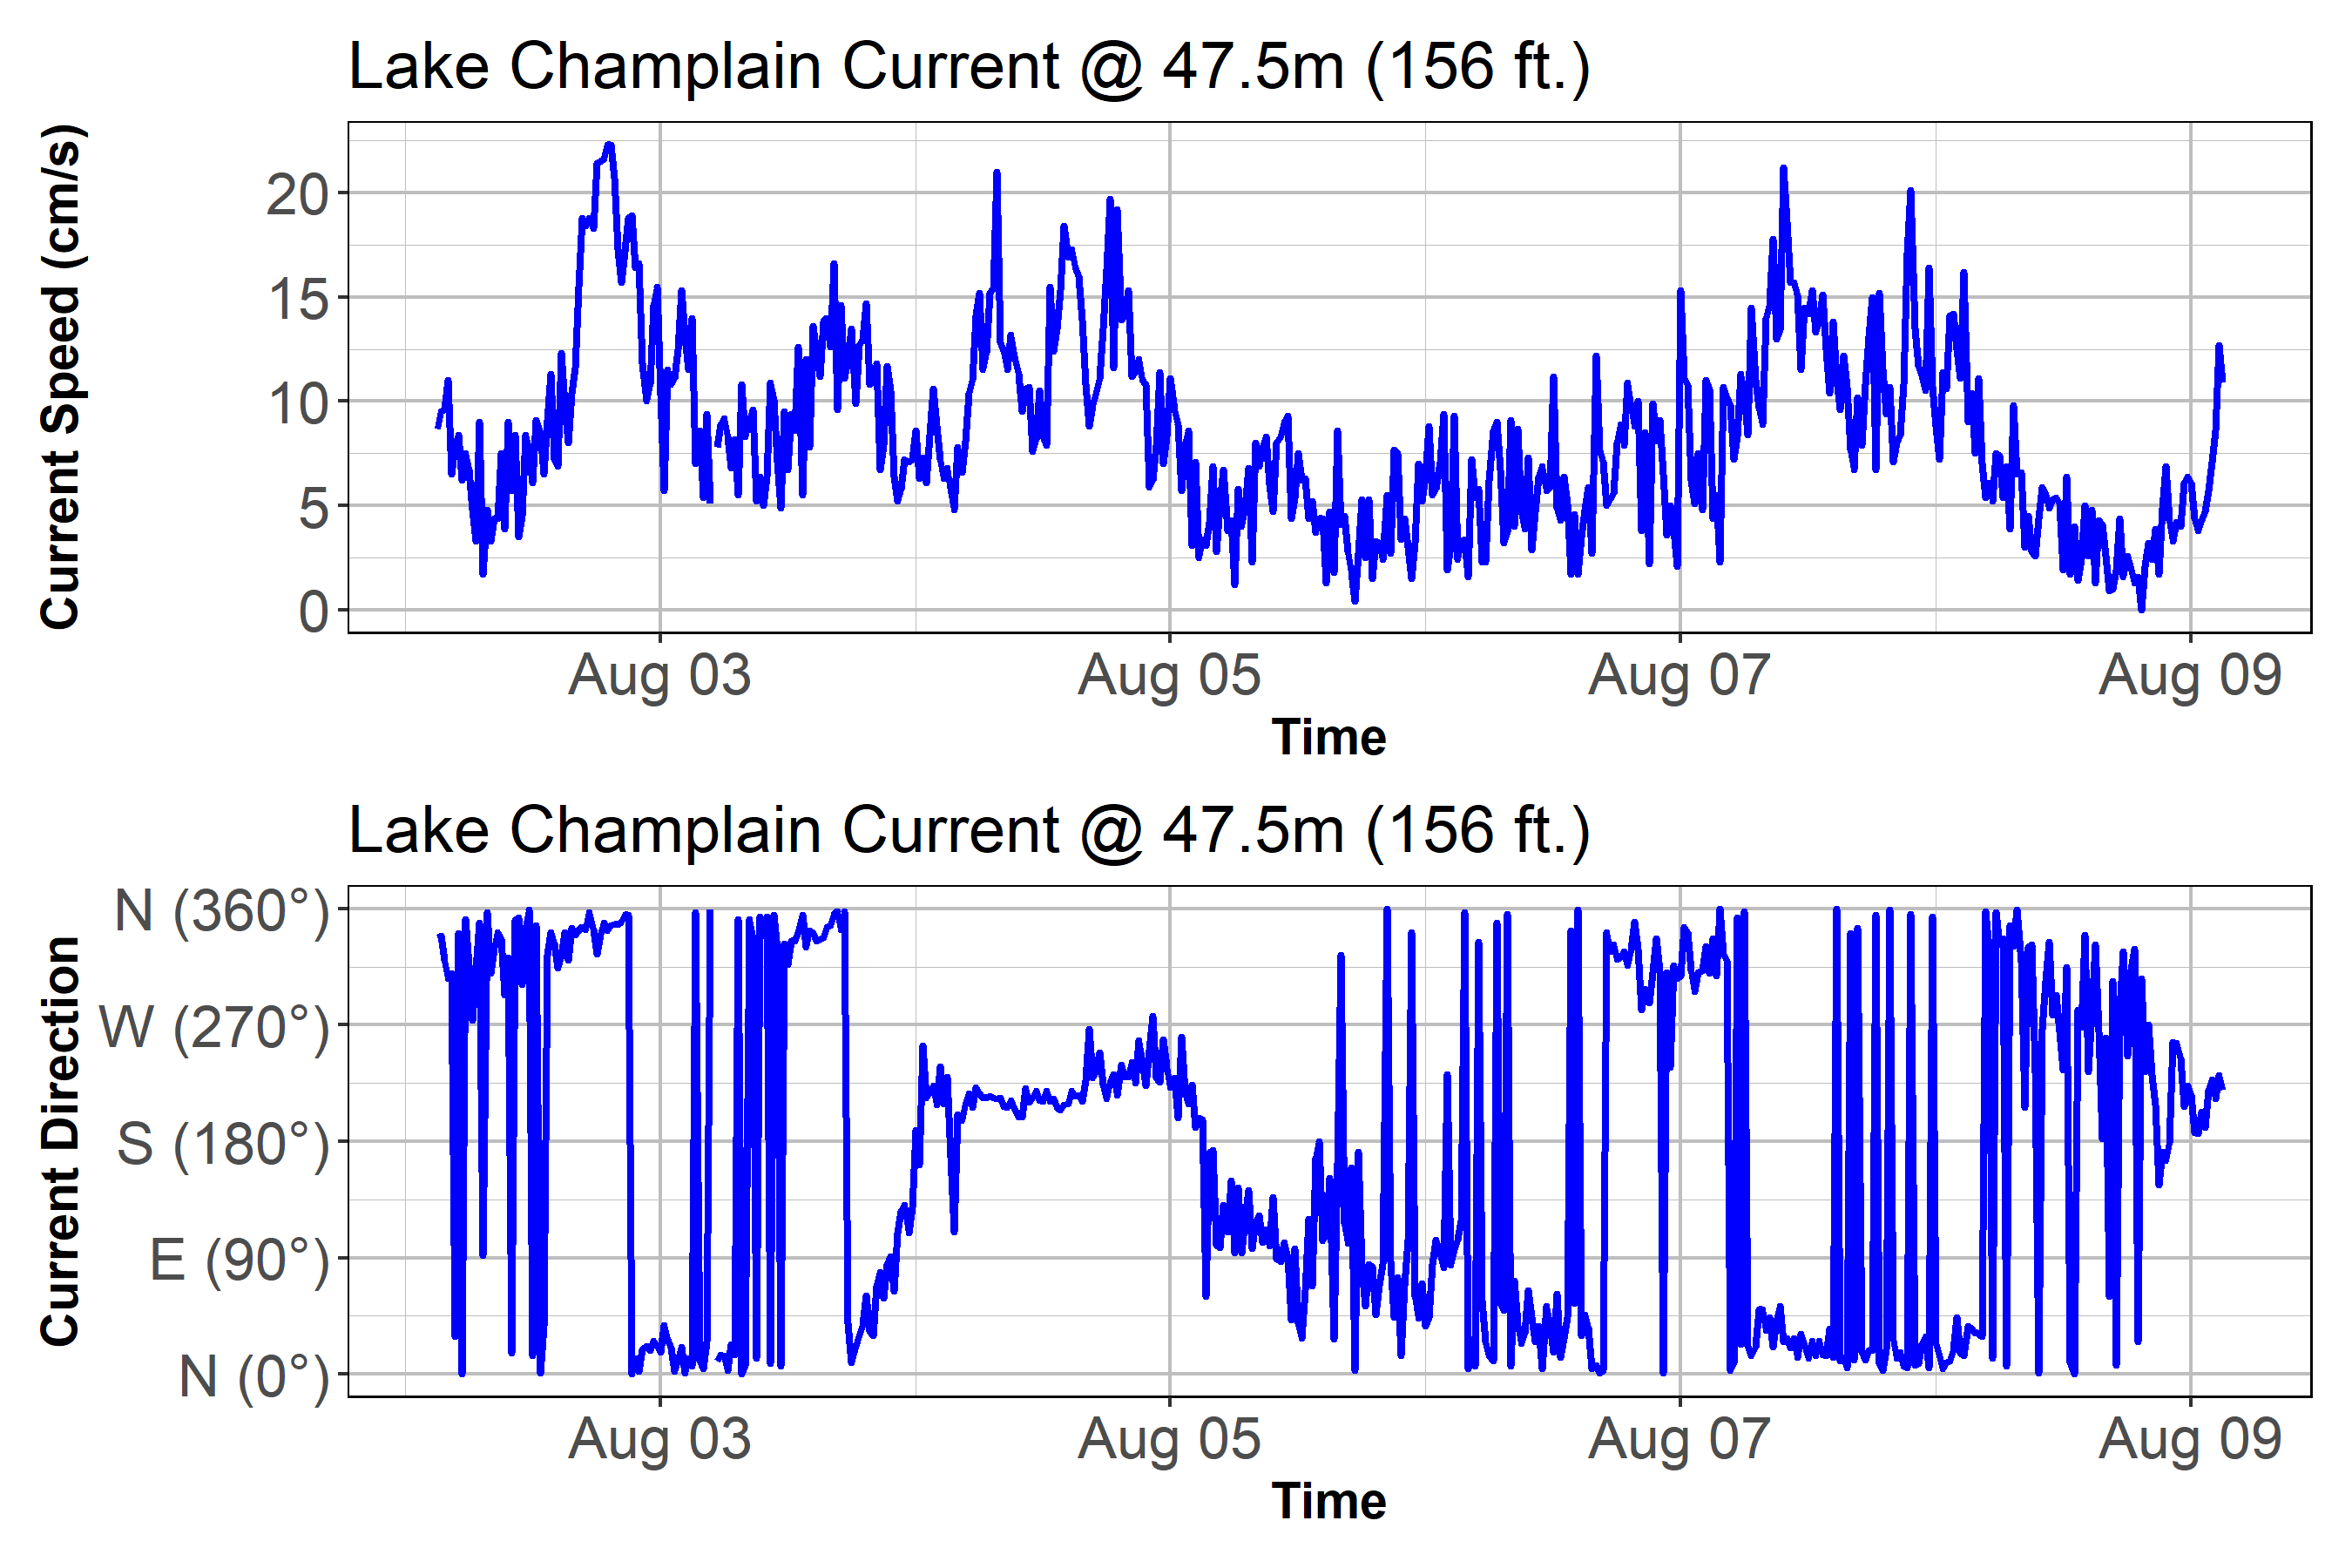 Lake Champlain Current @ 47.5m (156 ft.)
Current Speed (cm/s)
20
15
10
5
0
Aug 03 Aug 05 Aug 07 Aug 09
Time
Lake Champlain Current @ 47.5m (156 ft.)
Current Direction
N (360°)
W (270°)
S (180°)
E (90°)
N (0°)
Aug 03 Aug 05 Aug 07 Aug 09
Time